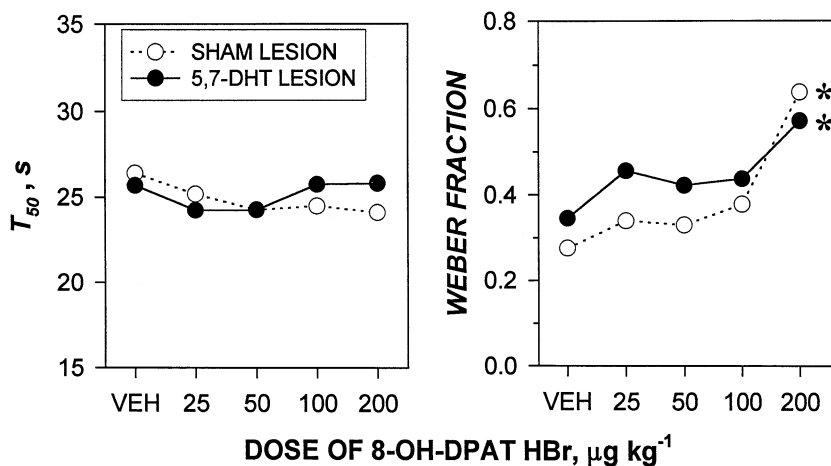 35
30
25
20
15
T50, s
SHAM LESION
5,7-DHT LESION
VEH 25 50 100 200
0.8
0.6
0.4
0.2
0.0
WEBER FRACTION
*
*
VEH 25 50 100 200
DOSE OF 8-OH-DPAT HBr, µg kg-1